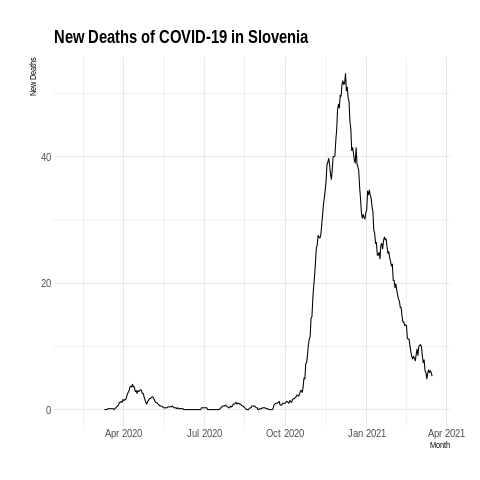 New Deaths of COVID-19 in Slovenia
New Deaths
40
20
0
Apr 2020 Jul 2020 Oct 2020 Jan 2021 Apr 2021
Month